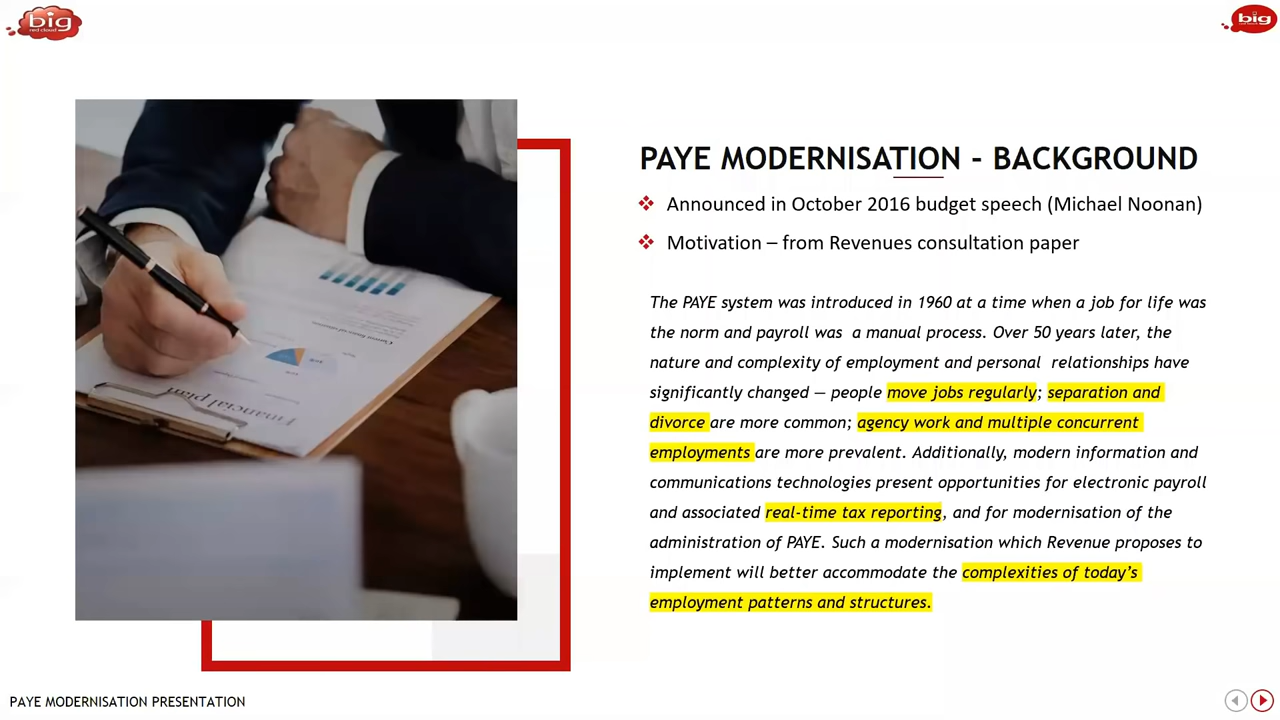 big
red cloud
big
Financial plan
PAYE MODERNISATION - BACKGROUND
❖ Announced in October 2016 budget speech (Michael Noonan)
❖ Motivation – from Revenues consultation paper
The PAYE system was introduced in 1960 at a time when a job for life was
the norm and payroll was a manual process. Over 50 years later, the
nature and complexity of employment and personal relationships have
significantly changed — people move jobs regularly; separation and
divorce are more common; agency work and multiple concurrent
employments are more prevalent. Additionally, modern information and
communications technologies present opportunities for electronic payroll
and associated real-time tax reporting, and for modernisation of the
administration of PAYE. Such a modernisation which Revenue proposes to
implement will better accommodate the complexities of today’s
employment patterns and structures.
PAYE MODERNISATION PRESENTATION